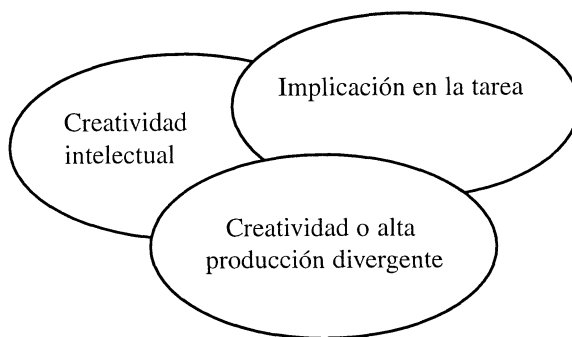 Creatividad
intelectual
Implicación en la tarea
Creatividad o alta
producción divergente